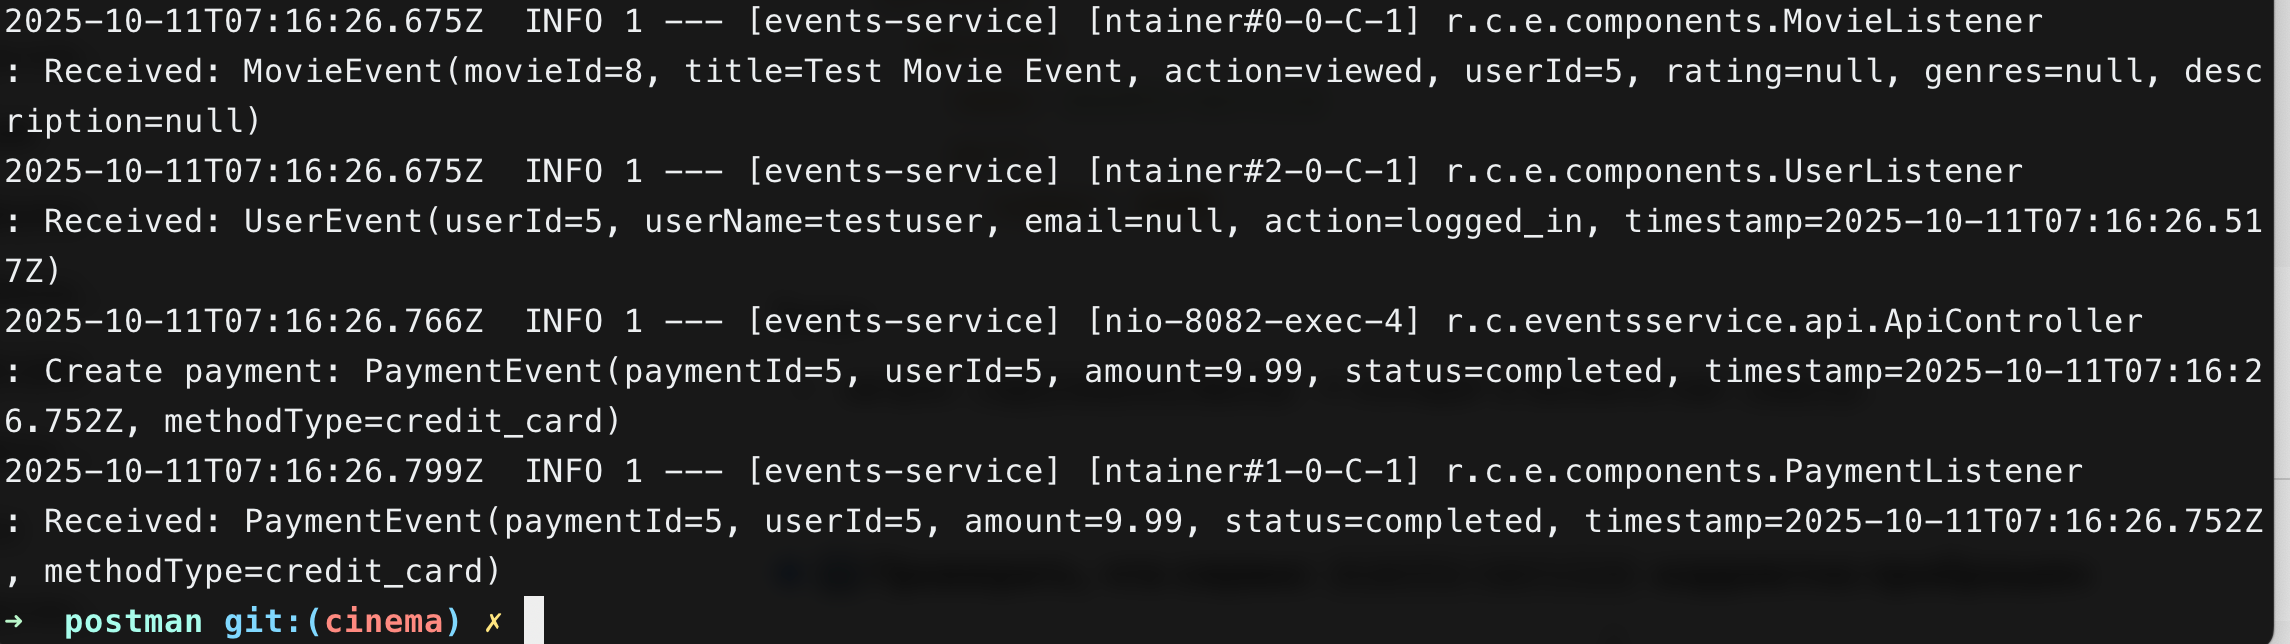 2025-10-11T07:16:26.675Z  INFO 1 --- [events-service] [ntainer#0-0-C-1] r.c.e.components.MovieListener
: Received: MovieEvent(movieId=8, title=Test Movie Event, action=viewed, userId=5, rating=null, genres=null, desc
ription=null)
2025-10-11T07:16:26.675Z  INFO 1 --- [events-service] [ntainer#2-0-C-1] r.c.e.components.UserListener
: Received: UserEvent(userId=5, userName=testuser, email=null, action=logged_in, timestamp=2025-10-11T07:16:26.51
7Z)
2025-10-11T07:16:26.766Z  INFO 1 --- [events-service] [nio-8082-exec-4] r.c.eventsservice.api.ApiController
: Create payment: PaymentEvent(paymentId=5, userId=5, amount=9.99, status=completed, timestamp=2025-10-11T07:16:2
6.752Z, methodType=credit_card)
2025-10-11T07:16:26.799Z  INFO 1 --- [events-service] [ntainer#1-0-C-1] r.c.e.components.PaymentListener
: Received: PaymentEvent(paymentId=5, userId=5, amount=9.99, status=completed, timestamp=2025-10-11T07:16:26.752Z
, methodType=credit_card)
➜  postman git:(cinema) ✗